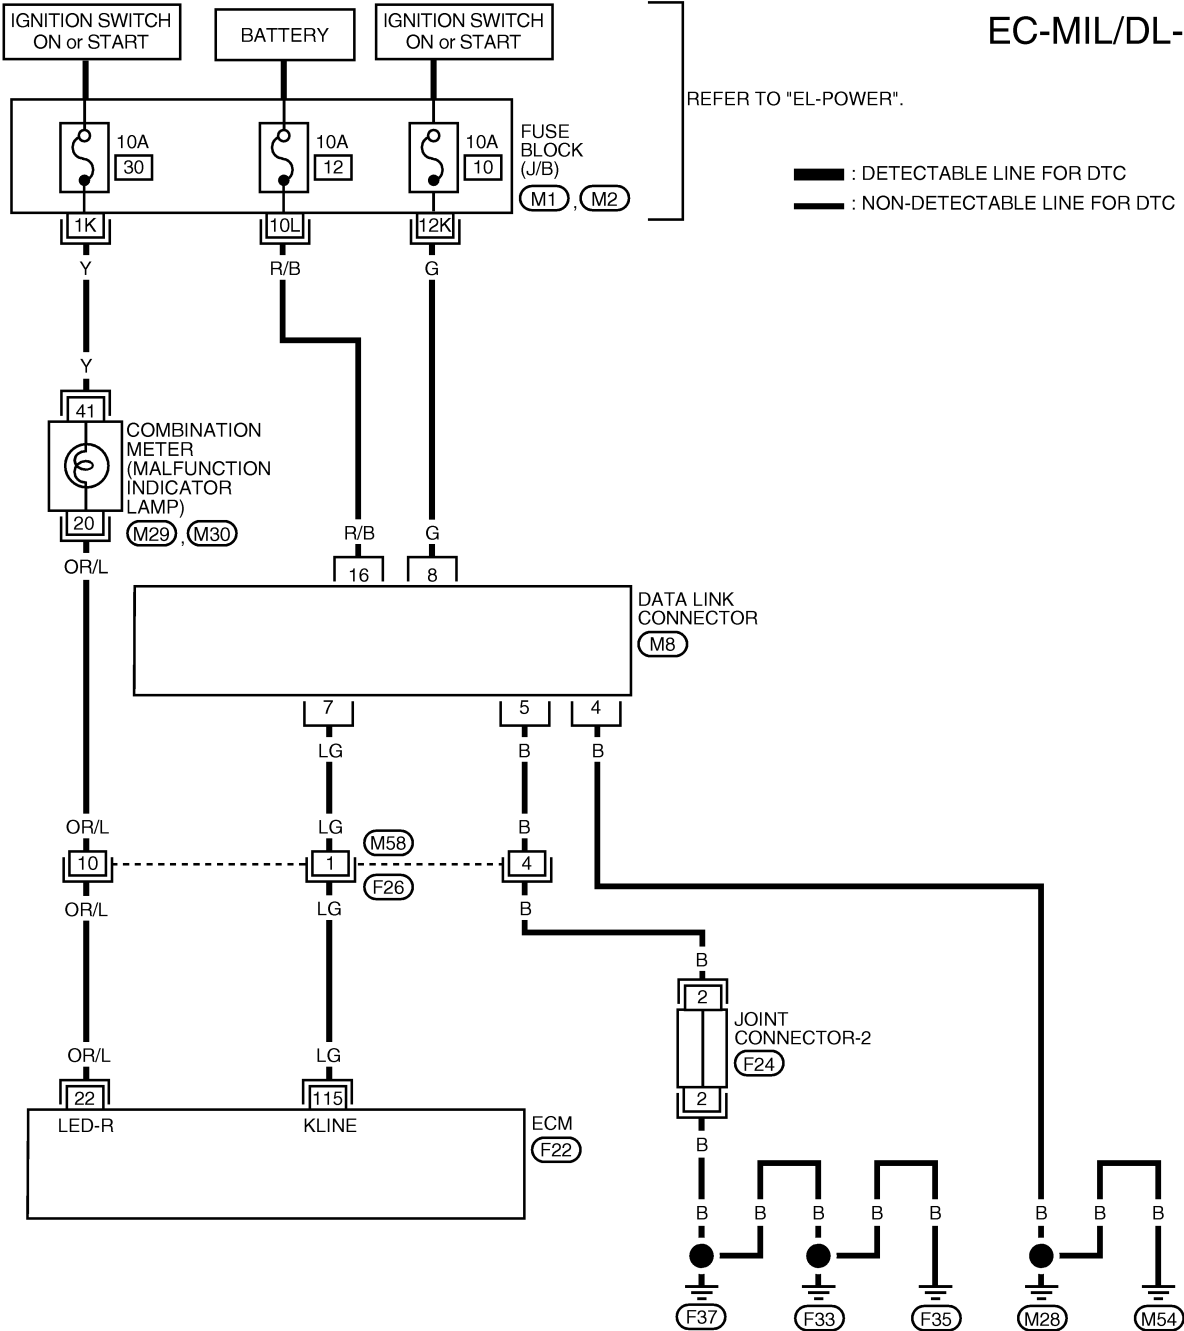 IGNITION SWITCH
ON or START
BATTERY
IGNITION SWITCH
ON or START
EC-MIL/DL-
REFER TO "EL-POWER".
10A
30
10A
12
10A
10
FUSE
BLOCK
(J/B)
M1 , M2
: DETECTABLE LINE FOR DTC
: NON-DETECTABLE LINE FOR DTC
1K
10L
12K
Y
R/B
G
Y
41
COMBINATION
METER
(MALFUNCTION
INDICATOR
LAMP)
M29 , M30
20
OR/L
R/B
G
16
8
DATA LINK
CONNECTOR
M8
7
5
4
LG
B
B
OR/L
LG
B
M58
10
1
4
F26
OR/L
LG
B
B
2
JOINT
CONNECTOR-2
F24
2
OR/L
LG
22
115
LED-R
KLINE
ECM
F22
B
B
B
B
B
B
B
B
B
F37
F33
F35
M28
M54